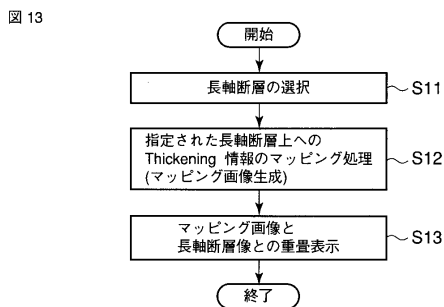 図 13
開始
長軸断層の選択
S11
指定された長軸断層上への
Thickening 情報のマッピング処理
(マッピング画像生成)
S12
マッピング画像と
長軸断層像との重畳表示
S13
終了